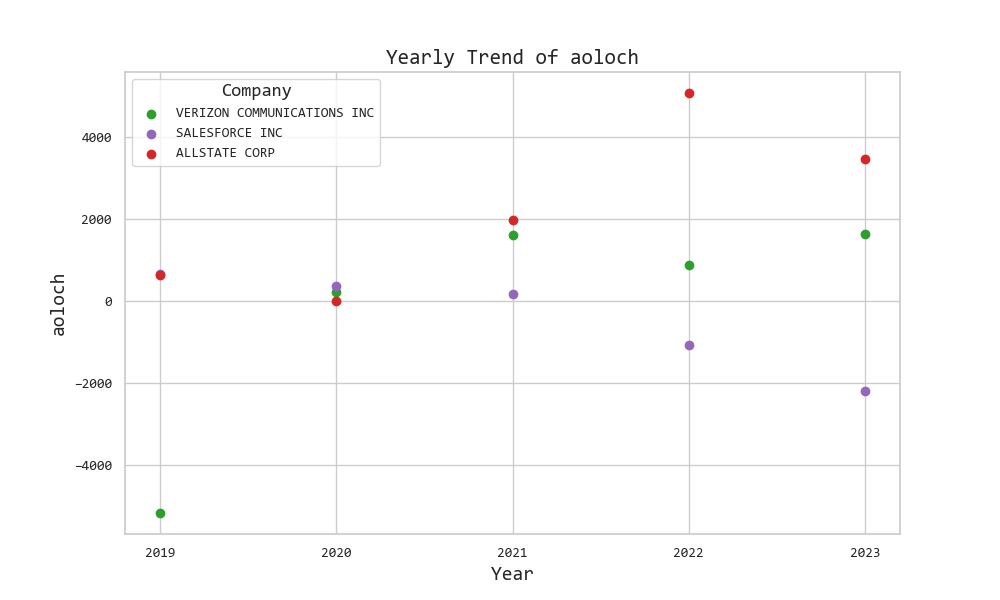 Yearly Trend of aoloch
Company
VERIZON COMMUNICATIONS INC
SALESFORCE INC
ALLSTATE CORP
4000
2000
0
−2000
−4000
aoloch
2019 2020 2021 2022 2023
Year